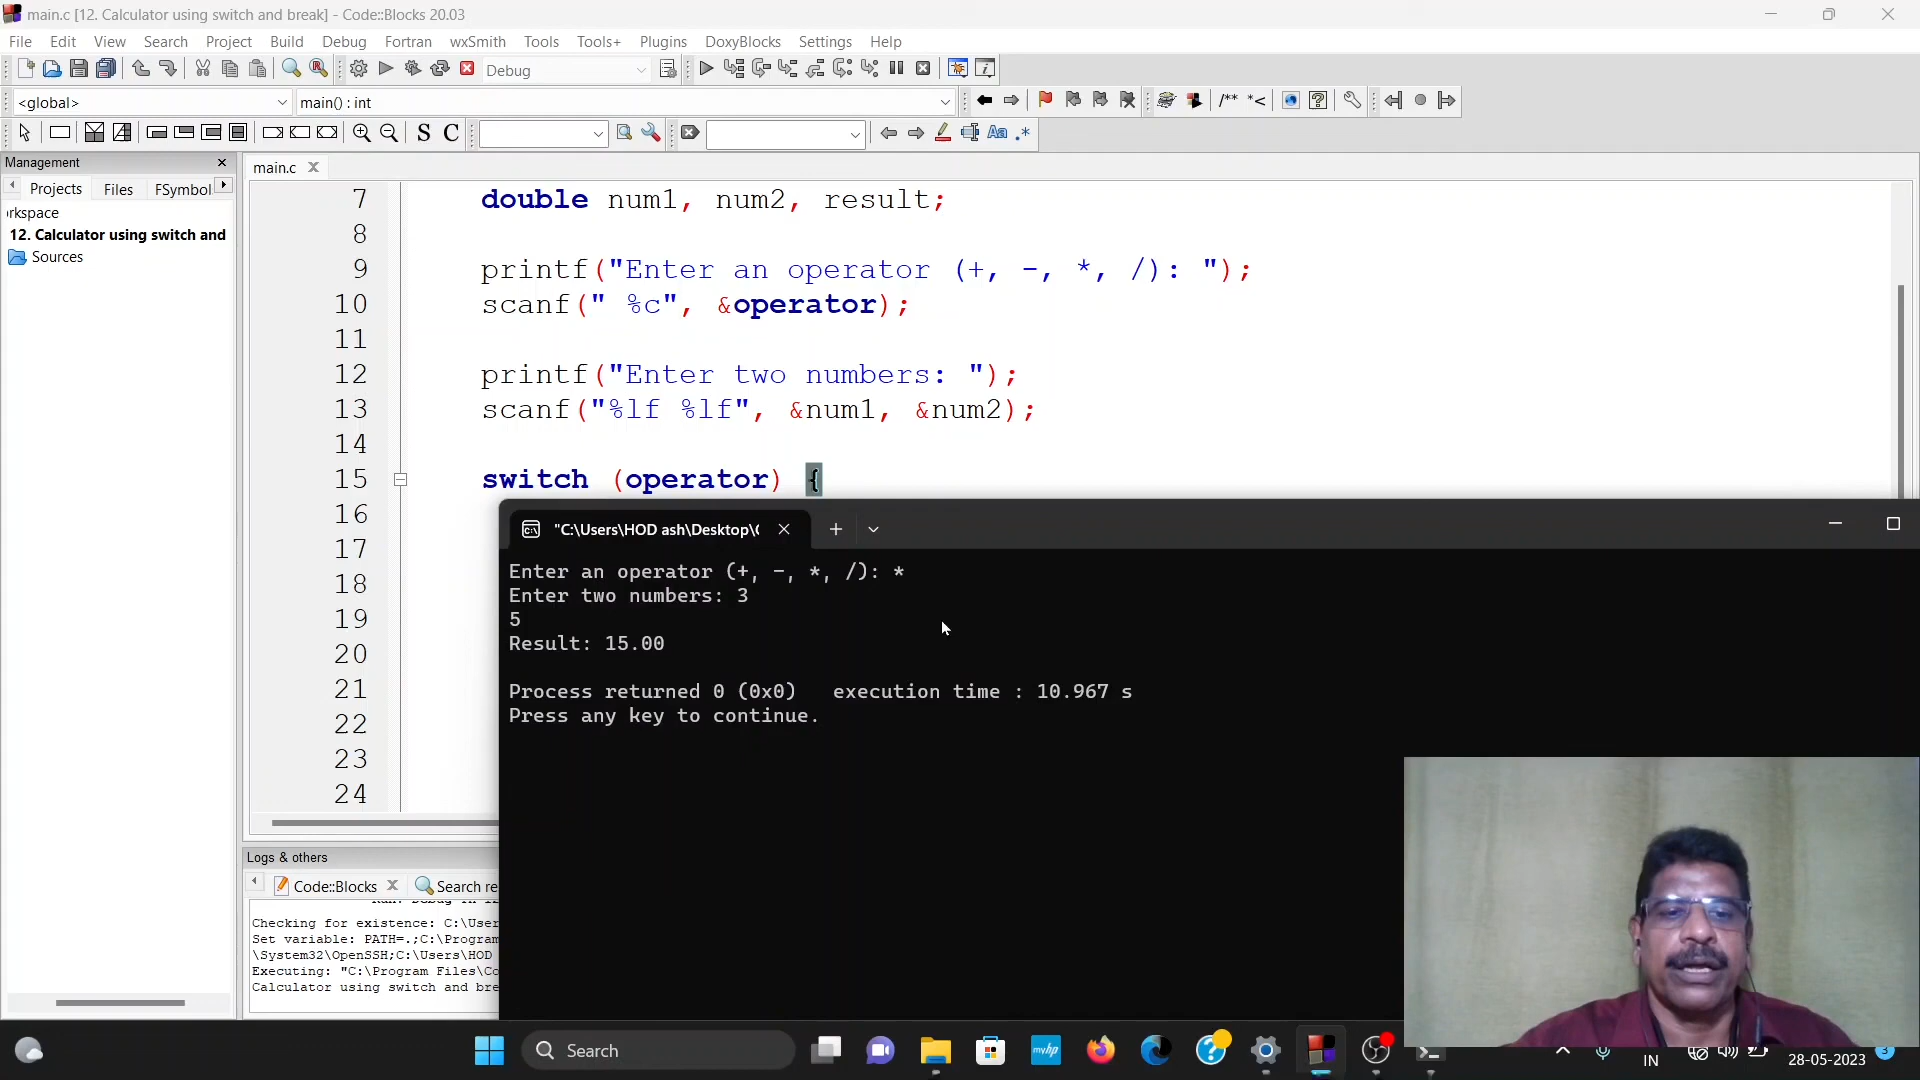 main.c [12. Calculator using switch and break] - Code::Blocks 20.03
File Edit View Search Project Build Debug Fortran wxSmith Tools Tools+ Plugins DoxyBlocks Settings Help
Debug
<global> main() : int
/** *<
S C Aa .*
Management
Projects Files FSymbol
rkspace
12. Calculator using switch and
Sources
main.c
7 double num1, num2, result;
8
9 printf("Enter an operator (+, -, *, /): ");
10 scanf(" %c", &operator);
11
12 printf("Enter two numbers: ");
13 scanf("%lf %lf", &num1, &num2);
14
15 switch (operator) {
16
17
18
19
20
21
22
23
24
"C:\Users\HOD ash\Desktop\C
Enter an operator (+, -, *, /): *
Enter two numbers: 3
5
Result: 15.00
Process returned 0 (0x0)   execution time : 10.967 s
Press any key to continue.
Logs & others
Code::Blocks Search re
Checking for existence: C:\User
Set variable: PATH=.;C:\Program
\System32\OpenSSH;C:\Users\HOD
Executing: "C:\Program Files\Co
Calculator using switch and bre
Search
myhp
IN
28-05-2023
3